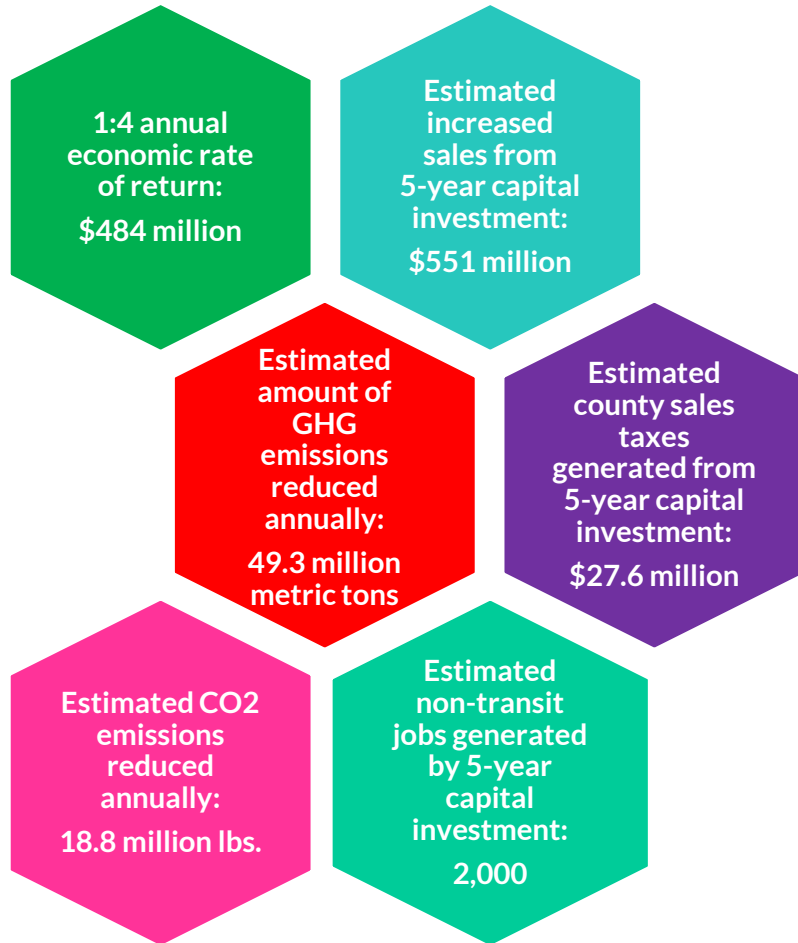 1:4 annual
economic rate
of return:
$484 million
Estimated
increased
sales from
5-year capital
investment:
$551 million
Estimated
amount of
GHG
emissions
reduced
annually:
49.3 million
metric tons
Estimated
county sales
taxes
generated from
5-year capital
investment:
$27.6 million
Estimated CO2
emissions
reduced
annually:
18.8 million lbs.
Estimated
non-transit
jobs generated
by 5-year
capital
investment:
2,000